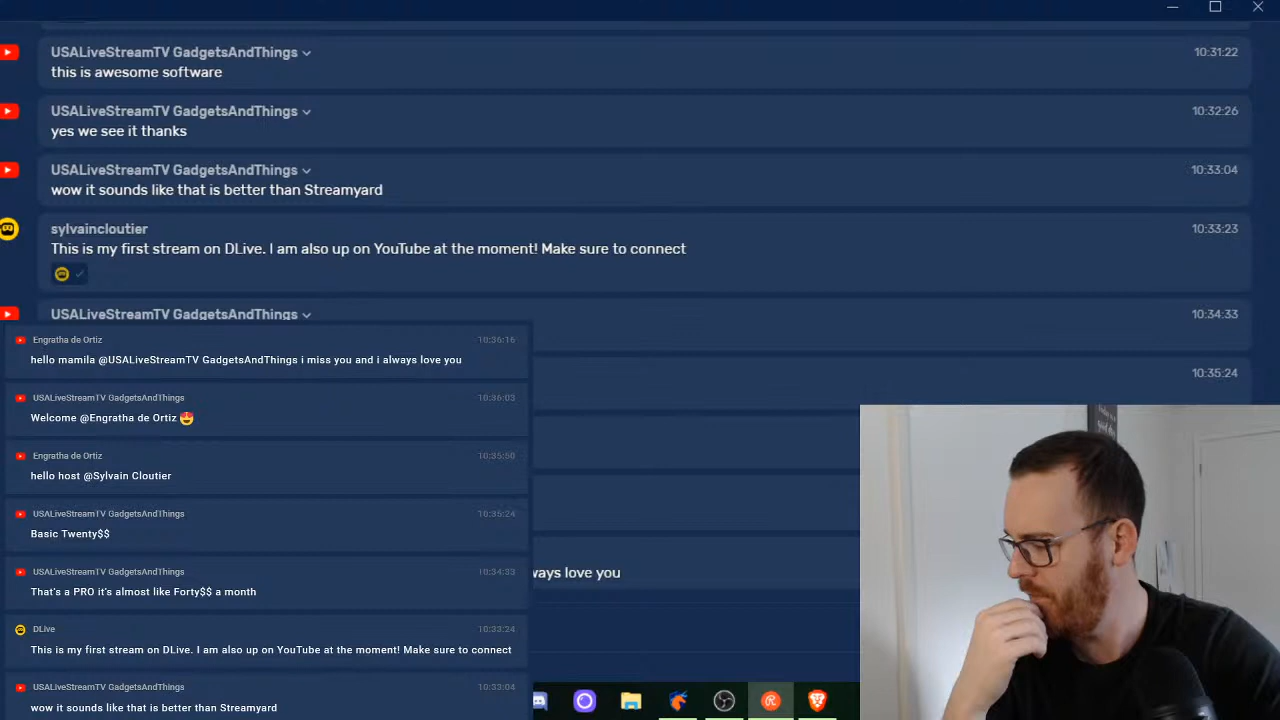 USALiveStreamTV GadgetsAndThings
10:31:22
this is awesome software
USALiveStreamTV GadgetsAndThings
10:32:26
yes we see it thanks
USALiveStreamTV GadgetsAndThings
10:33:04
wow it sounds like that is better than Streamyard
sylvaincloutier
10:33:23
This is my first stream on DLive. I am also up on YouTube at the moment! Make sure to connect
USALiveStreamTV GadgetsAndThings
10:34:33
10:35:24
always love you
Engratha de Ortiz
10:36:16
hello mamila @USALiveStreamTV GadgetsAndThings i miss you and i always love you
USALiveStreamTV GadgetsAndThings
10:36:03
Welcome @Engratha de Ortiz 😍
Engratha de Ortiz
10:35:50
hello host @Sylvain Cloutier
USALiveStreamTV GadgetsAndThings
10:35:24
Basic Twenty$$
USALiveStreamTV GadgetsAndThings
10:34:33
That's a PRO it's almost like Forty$$ a month
DLive
10:33:24
This is my first stream on DLive. I am also up on YouTube at the moment! Make sure to connect
USALiveStreamTV GadgetsAndThings
10:33:04
wow it sounds like that is better than Streamyard